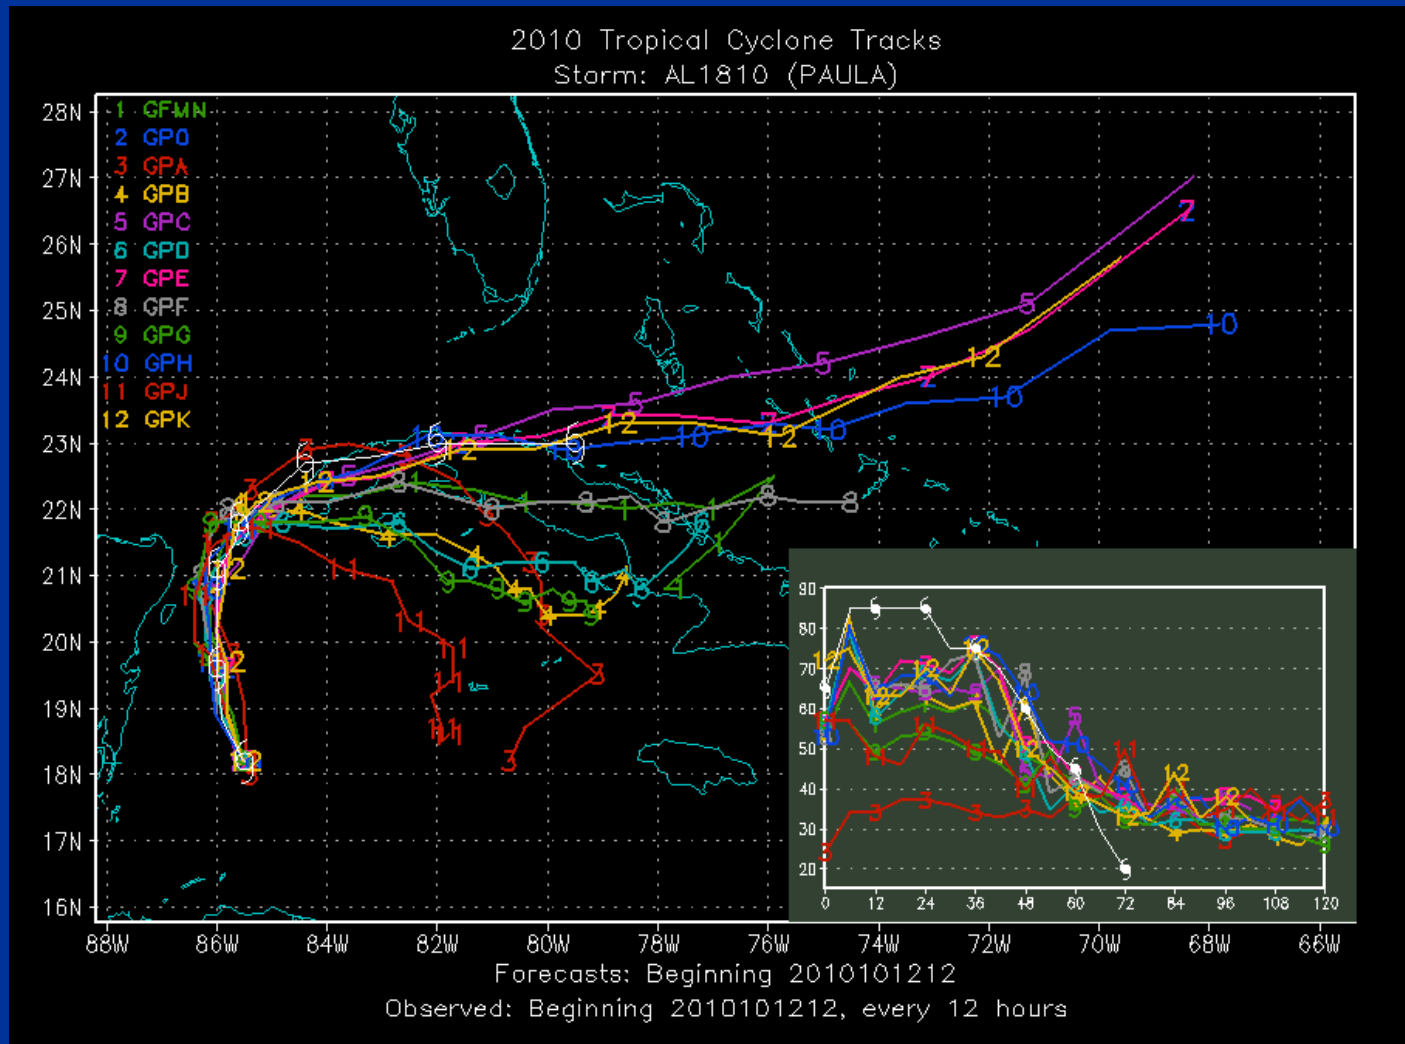 2010 Tropical Cyclone Tracks
Storm: AL1810 (PAULA)
28N
27N
26N
25N
24N
23N
22N
21N
20N
19N
18N
17N
16N
1 GFMN
2 GPO
3 GPA
4 GPB
5 GPC
6 GPD
7 GPE
8 GPF
9 GPG
10 GPH
11 GPJ
12 GPK
90
80
70
60
50
40
30
20
0 12 24 36 48 60 72 84 96 108 120
88W 86W 84W 82W 80W 78W 76W 74W 72W 70W 68W 66W
Forecasts: Beginning 2010101212
Observed: Beginning 2010101212, every 12 hours